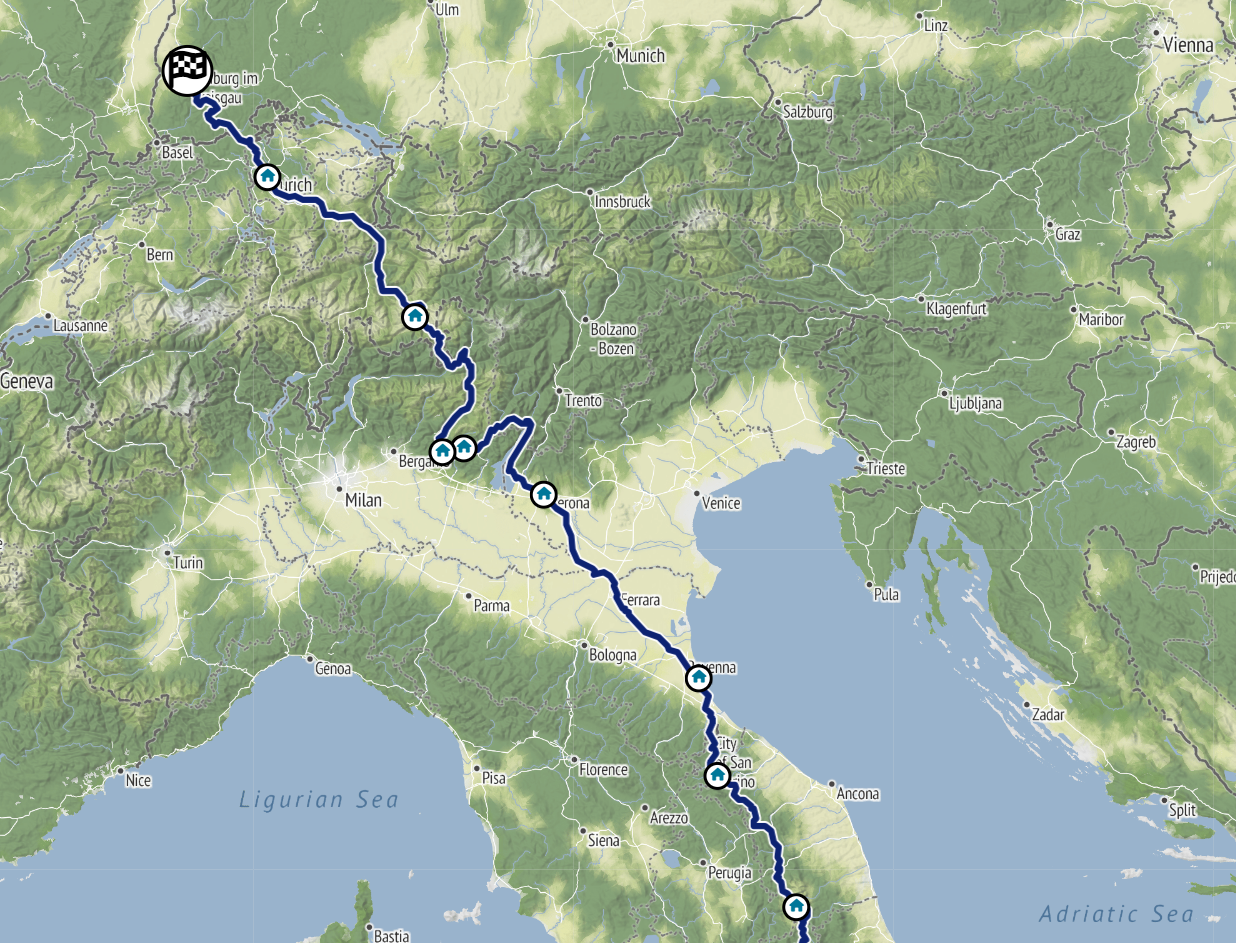 Ulm
Linz
Munich
Vienna
burg im
isgau
Salzburg
Basel
urich
Innsbruck
Graz
Bern
Klagenfurt
Maribor
Lausanne
Bolzano
- Bozen
Geneva
Trento
Ljubljana
Zagreb
Berga
Trieste
Milan
erona
Venice
Turin
Prijedo
Pula
Parma
Ferrara
Bologna
Genoa
enna
Zadar
City
of San
ino
Nice
Pisa
Florence
Ligurian Sea
Ancona
Split
Arezzo
Siena
Perugia
Adriatic Sea
Bastia